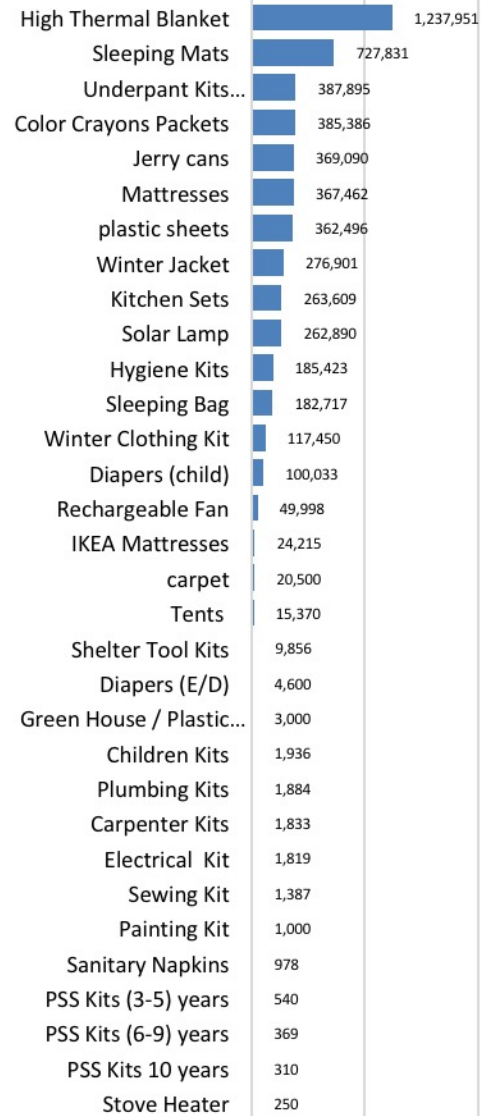 High Thermal Blanket 1,237,951
Sleeping Mats 727,831
Underpant Kits... 387,895
Color Crayons Packets 385,386
Jerry cans 369,090
Mattresses 367,462
plastic sheets 362,496
Winter Jacket 276,901
Kitchen Sets 263,609
Solar Lamp 262,890
Hygiene Kits 185,423
Sleeping Bag 182,717
Winter Clothing Kit 117,450
Diapers (child) 100,033
Rechargeable Fan 49,998
IKEA Mattresses 24,215
carpet 20,500
Tents 15,370
Shelter Tool Kits 9,856
Diapers (E/D) 4,600
Green House / Plastic... 3,000
Children Kits 1,936
Plumbing Kits 1,884
Carpenter Kits 1,833
Electrical Kit 1,819
Sewing Kit 1,387
Painting Kit 1,000
Sanitary Napkins 978
PSS Kits (3-5) years 540
PSS Kits (6-9) years 369
PSS Kits 10 years 310
Stove Heater 250